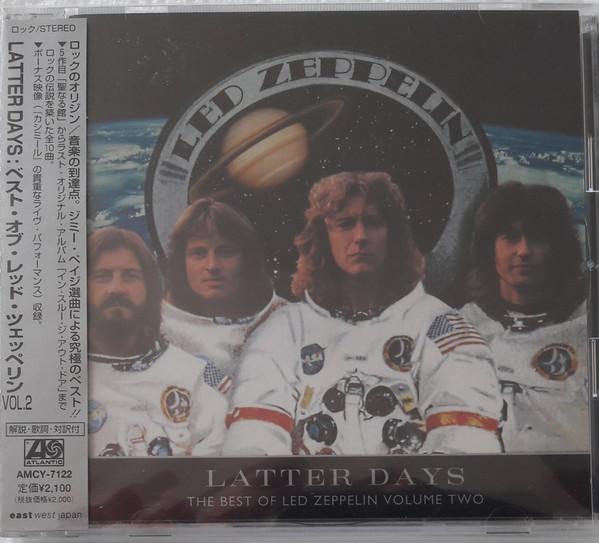 ロック/STEREO
ロックのオリジン/音楽の到達点。ジミー・ペイジ選曲による究極のベスト!!
▼5作目「聖なる館」からラスト・オリジナル・アルバム「イン・スルー・ジ・アウト・ドア」まで
ロックの伝説を築いた全10曲。
▼ボーナス映像(「カシミール」の貴重なライヴ・パフォーマンス)収録。
LATTER DAYS:ベスト・オブ・レッド・ツェッペリン
VOL.2
解説・歌詞・対訳付
ATLANTIC
AMCY-7122
定価¥2,100
(税抜価格¥2,000)
east west japan
LED ZEPPELIN
LATTER DAYS
THE BEST OF LED ZEPPELIN VOLUME TWO